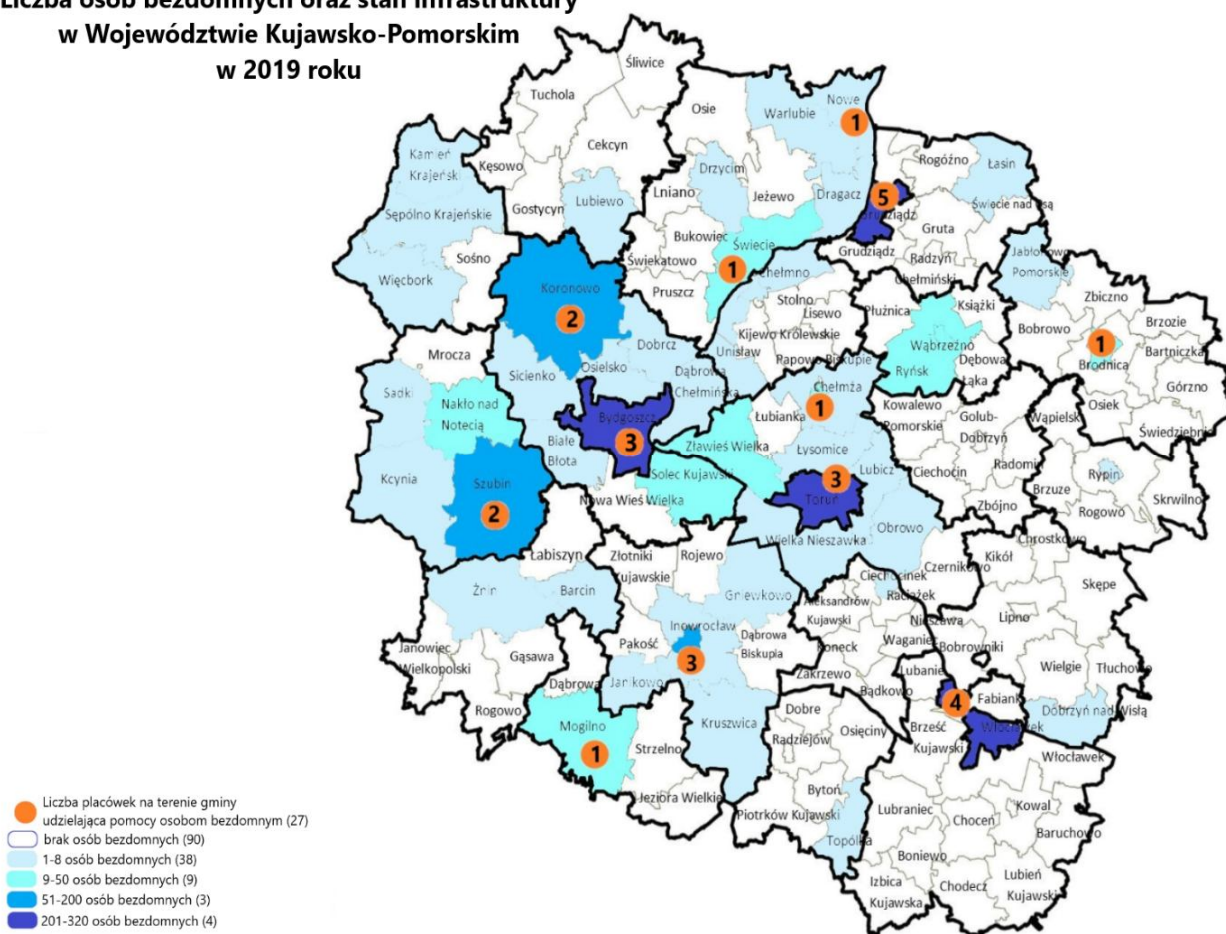 Liczba osób bezdomnych oraz stan infrastruktury
w Województwie Kujawsko-Pomorskim
w 2019 roku
Śliwice
Tuchola
Osie
Warlubie
Nowe
1
Cekcyn
Kamień
Krajeński
Kęsowo
Rogóźno
Łasin
Drzycim
Lniano
Jeżewo
Dragacz
5
Grudziądz
Świecie nad Osą
Lubiewo
Gostycyn
Sępólno Krajeńskie
Bukowiec
Świecie
Gruta
Sośno
Świekatowo
1
Grudziądz
Radzyń
Chełmiński
Jabłonowo
Pomorskie
Więcbork
Koronowo
Pruszcz
Chełmno
2
Stolno
Lisewo
Płużnica
Książki
Zbiczno
Kijewo Królewskie
Bobrowo
Brzozie
Mrocza
Dobrcz
Unisław
Papowo Biskupie
Wąbrzeźno
1
Bartniczka
Sicienko
Osielsko
Dąbrowa
Chełmińska
Ryńsk
Dębowa
Łąka
Brodnica
Sadki
Chełmża
Górzno
Nakło nad
Notecią
Bydgoszcz
3
Łubianka
1
Kowalewo
Pomorskie
Golub-
Dobrzyń
Wąpielsk
Osiek
Świedziebnia
Białe
Błota
Zławieś Wielka
Łysomice
Kcynia
Szubin
Solec Kujawski
3
Lubicz
Ciechocin
Radomin
Rypin
Nowa Wieś Wielka
Toruń
Zbójno
Brzuze
Skrwilno
2
Rogowo
Obrowo
Wielka Nieszawka
Łabiszyn
Złotniki
Kujawskie
Rojewo
Czernikowo
Kikół
Chrostkowo
Ciechocinek
Raciążek
Skępe
Żnin
Barcin
Gniewkowo
Aleksandrów
Kujawski
Nieszawa
Lipno
Inowrocław
Pakość
Dąbrowa
Biskupia
Koneck
Waganiec
Bobrowniki
Janowiec
Wielkopolski
Gąsawa
3
Zakrzewo
Lubanie
Wielgie
Tłuchowo
Dąbrowa
Janikowo
Bądkowo
4
Fabianki
Rogowo
Mogilno
Kruszwica
Dobre
Dobrzyń nad Wisłą
1
Strzelno
Radziejów
Osięciny
Brześć
Kujawski
Włocławek
Włocławek
Jeziora Wielkie
Bytoń
Piotrków Kujawski
Lubraniec
Choceń
Kowal
Baruchowo
Topólka
Boniewo
Izbica
Kujawska
Chodecz
Lubień
Kujawski
Liczba placówek na terenie gminy
udzielająca pomocy osobom bezdomnym (27)
brak osób bezdomnych (90)
1-8 osób bezdomnych (38)
9-50 osób bezdomnych (9)
51-200 osób bezdomnych (3)
201-320 osób bezdomnych (4)